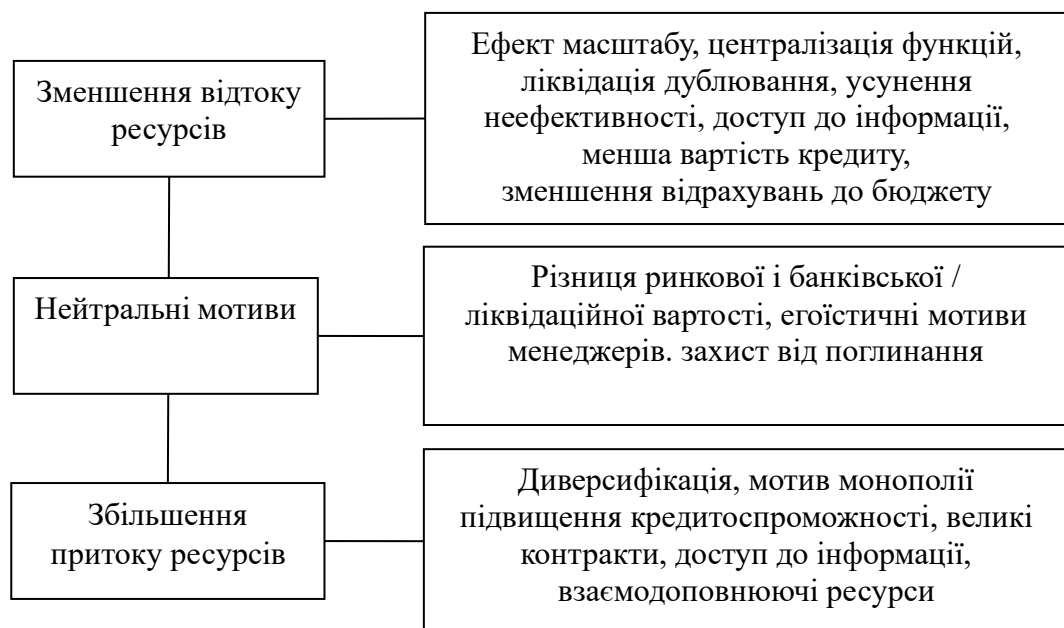 Зменшення відтоку
ресурсів
Ефект масштабу, централізація функцій,
ліквідація дублювання, усунення
неефективності, доступ до інформації,
менша вартість кредиту,
зменшення відрахувань до бюджету
Нейтральні мотиви
Різниця ринкової і банківської /
ліквідаційної вартості, егоїстичні мотиви
менеджерів. захист від поглинання
Збільшення
притоку ресурсів
Диверсифікація, мотив монополії
підвищення кредитоспроможності, великі
контракти, доступ до інформації,
взаємодоповнюючі ресурси